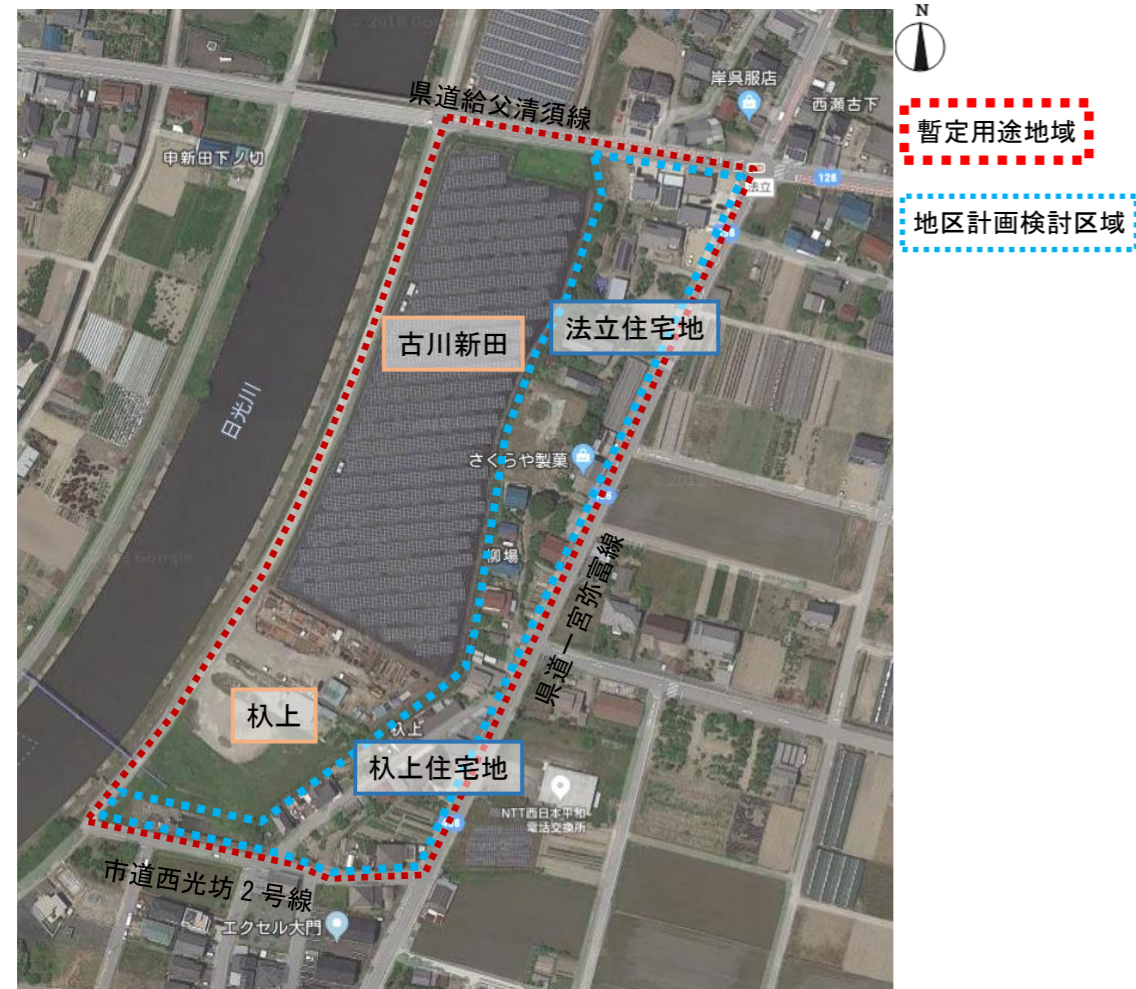 N
暫定用途地域
地区計画検討区域
県道給父清須線
岸呉服店
西瀬古下
申新田下ノ切
128
法立
法立住宅地
古川新田
日光川
さくらや製菓
柳場
県道一宮弥富線
杁上
杁上
杁上住宅地
NTT西日本平和
電話交換所
市道西光坊2号線
エクセル大門